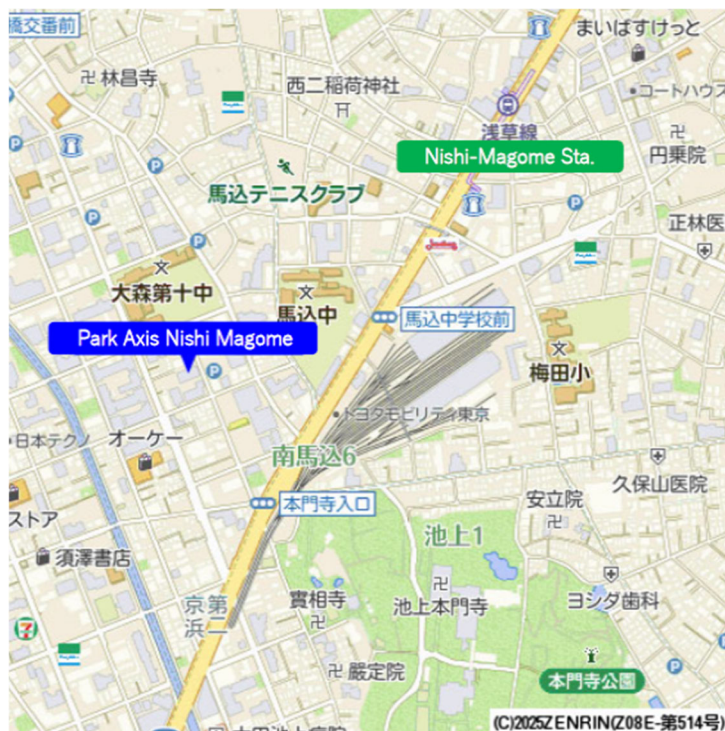 橋交番前
まいばすけっと
林昌寺
西二稲荷神社
コートハウス
浅草線
Nishi-Magome Sta.
円乗院
馬込テニスクラブ
正林医
大森第十中
馬込中
馬込中学校前
Park Axis Nishi Magome
梅田小
トヨタモビリティ東京
日本テクノ
オーケー
南馬込6
久保山医院
ストア
本門寺入口
安立院
池上1
須澤書店
第二京浜
實相寺
池上本門寺
ヨシダ歯科
嚴定院
本門寺公園
(C)2025ZENRIN(Z08E-第514号)